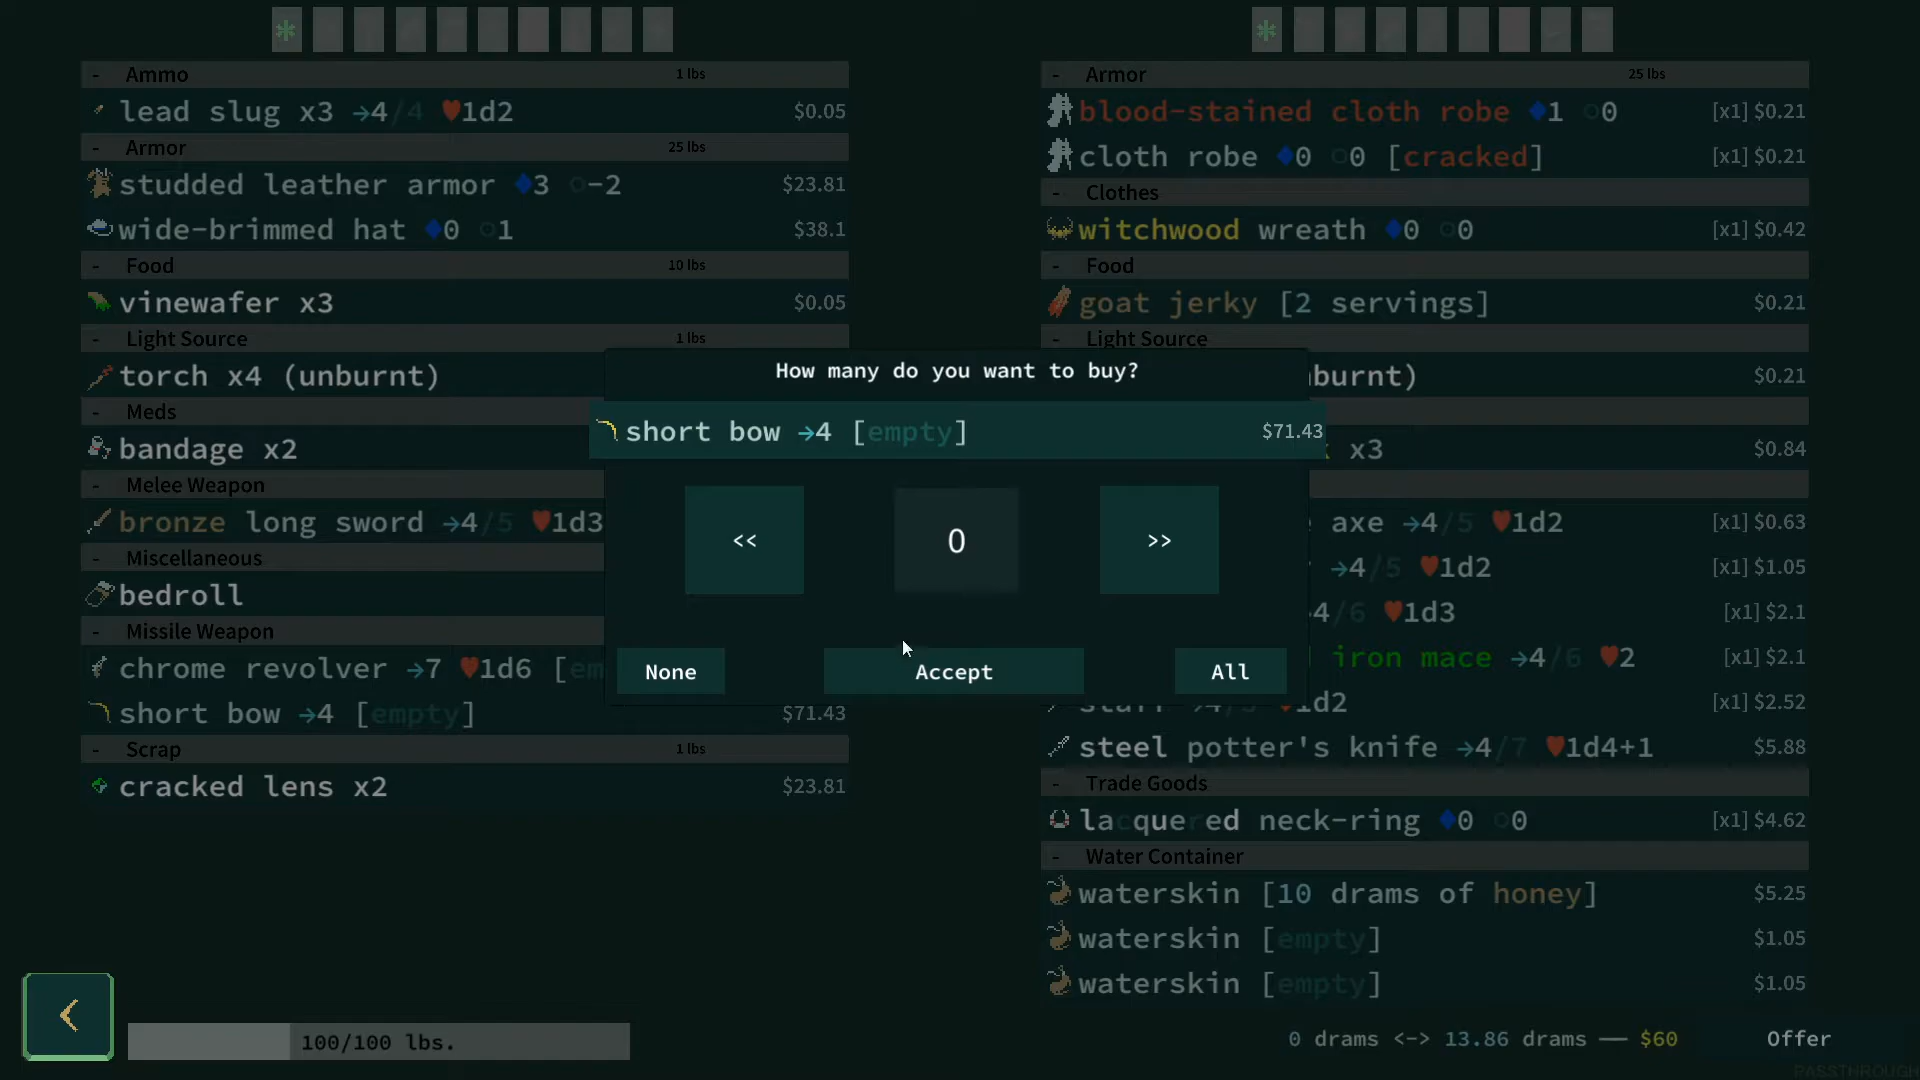 - Ammo 1 lbs
lead slug x3 →4/4 ♥1d2 $0.05
- Armor 25 lbs
studded leather armor ◆3 ○-2 $23.81
wide-brimmed hat ◆0 ○1 $38.1
- Food 10 lbs
vinewafer x3 $0.05
- Light Source 1 lbs
torch x4 (unburnt)
- Meds
bandage x2
- Melee Weapon
bronze long sword →4/5 ♥1d3
- Miscellaneous
bedroll
- Missile Weapon
chrome revolver →7 ♥1d6 [em
short bow →4 [empty] $71.43
- Scrap 1 lbs
cracked lens x2 $23.81
100/100 lbs.
How many do you want to buy?
short bow →4 [empty] $71.43
<< 0 >>
None Accept All
- Armor 25 lbs
blood-stained cloth robe ◆1 ○0 [x1] $0.21
cloth robe ◆0 ○0 [cracked] [x1] $0.21
- Clothes
witchwood wreath ◆0 ○0 [x1] $0.42
- Food
goat jerky [2 servings] $0.21
- Light Source
burnt) $0.21
x3 $0.84
axe →4/5 ♥1d2 [x1] $0.63
→4/5 ♥1d2 [x1] $1.05
4/6 ♥1d3 [x1] $2.1
iron mace →4/6 ♥2 [x1] $2.1
staff →4/5 ♥1d2 [x1] $2.52
steel potter's knife →4/7 ♥1d4+1 $5.88
- Trade Goods
lacquered neck-ring ◆0 ○0 [x1] $4.62
- Water Container
waterskin [10 drams of honey] $5.25
waterskin [empty] $1.05
waterskin [empty] $1.05
0 drams <-> 13.86 drams — $60 Offer
PASSTHROUGH